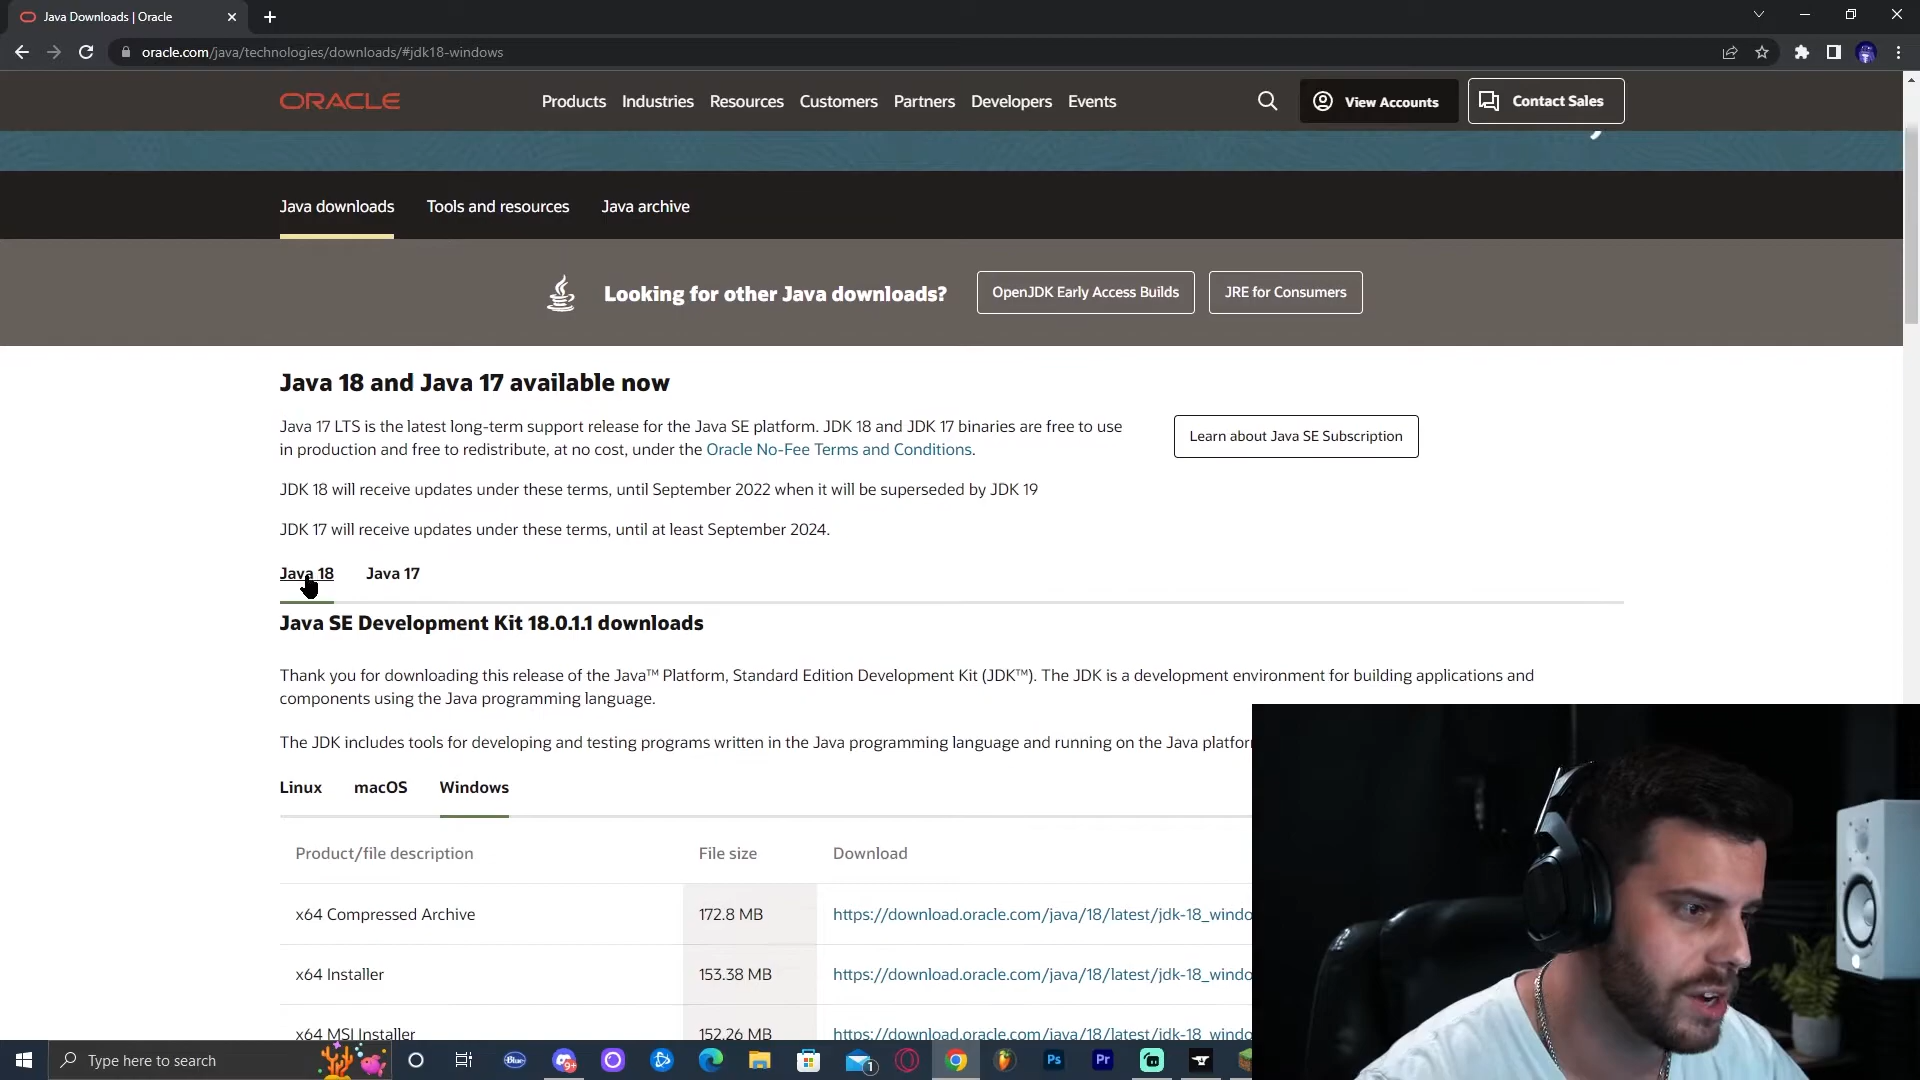 Java Downloads | Oracle
oracle.com/java/technologies/downloads/#jdk18-windows
ORACLE
Products Industries Resources Customers Partners Developers Events
View Accounts
Contact Sales
Java downloads Tools and resources Java archive
Looking for other Java downloads?
OpenJDK Early Access Builds
JRE for Consumers
Java 18 and Java 17 available now
Java 17 LTS is the latest long-term support release for the Java SE platform. JDK 18 and JDK 17 binaries are free to use
in production and free to redistribute, at no cost, under the Oracle No-Fee Terms and Conditions.
Learn about Java SE Subscription
JDK 18 will receive updates under these terms, until September 2022 when it will be superseded by JDK 19
JDK 17 will receive updates under these terms, until at least September 2024.
Java 18 Java 17
Java SE Development Kit 18.0.1.1 downloads
Thank you for downloading this release of the Java™ Platform, Standard Edition Development Kit (JDK™). The JDK is a development environment for building applications and
components using the Java programming language.
The JDK includes tools for developing and testing programs written in the Java programming language and running on the Java platfor
Linux macOS Windows
Product/file description File size Download
x64 Compressed Archive 172.8 MB https://download.oracle.com/java/18/latest/jdk-18_windo
x64 Installer 153.38 MB https://download.oracle.com/java/18/latest/jdk-18_windo
x64 MSI Installer 152.26 MB https://download.oracle.com/java/18/latest/jdk-18_windo
Type here to search
Blue
9+
1
Ps
Pr